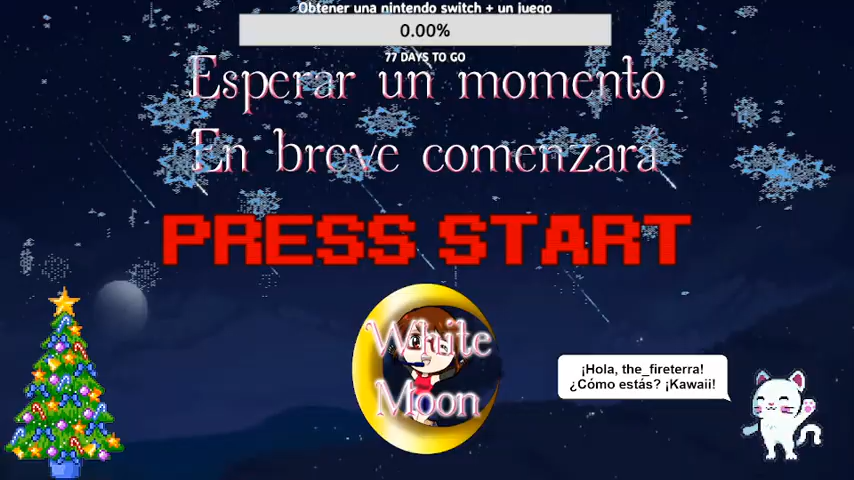 Obtener una nintendo switch + un juego
0.00%
77 DAYS TO GO
Esperar un momento
En breve comenzará
PRESS START
White
Moon
¡Hola, the_fireterra!
¿Cómo estás? ¡Kawaii!